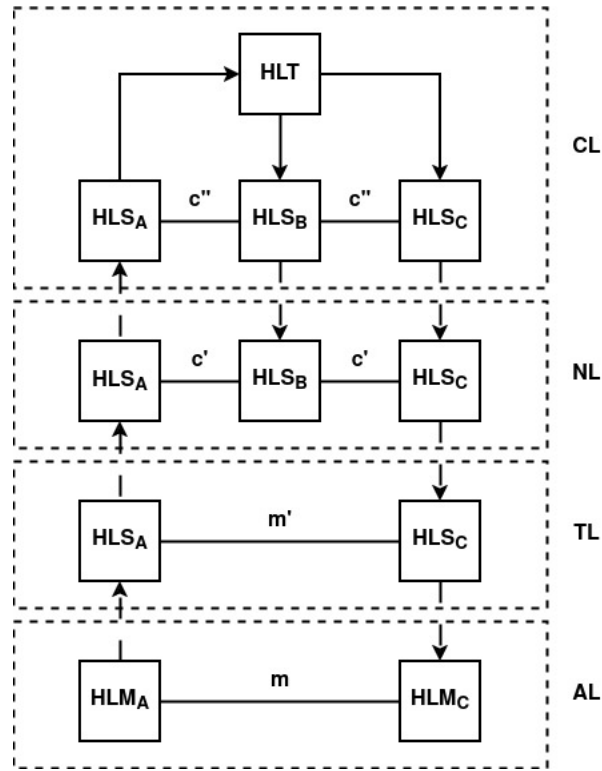 HLT
CL
c" c"
HLSA HLSB HLSC
c' c'
HLSA HLSB HLSC
NL
m'
HLSA HLSC
TL
m
HLMA HLMC
AL